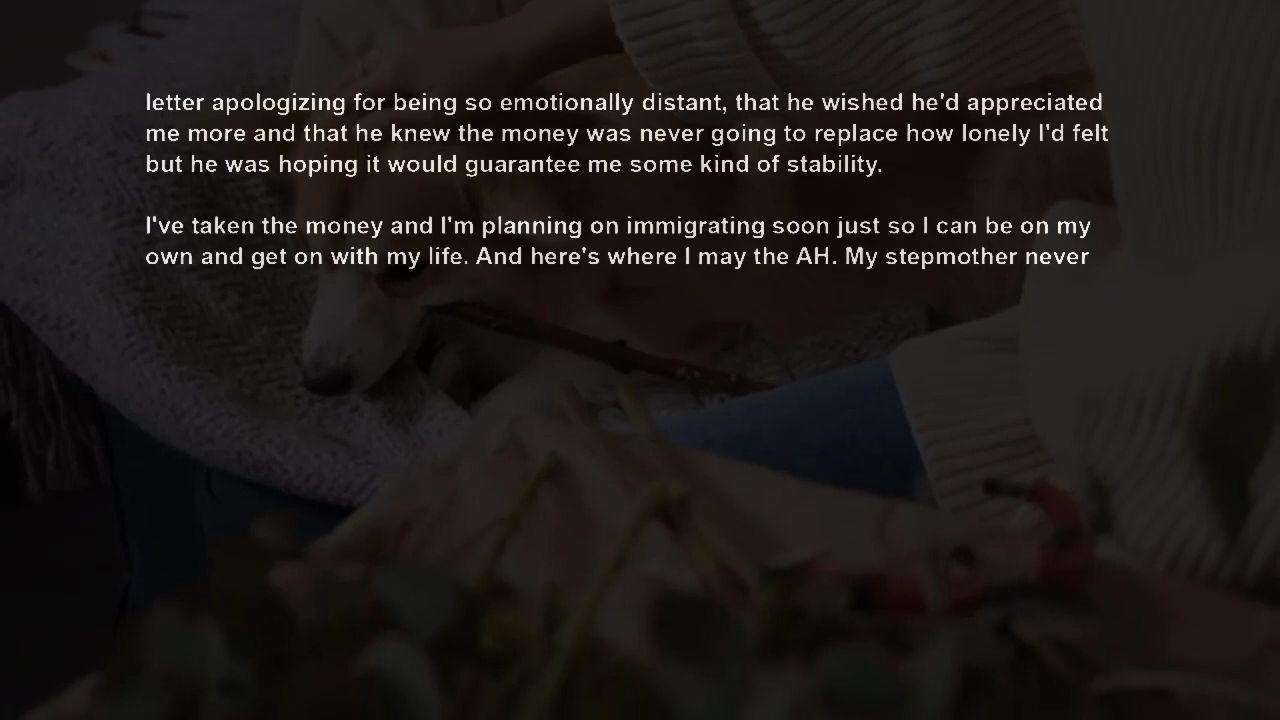 letter apologizing for being so emotionally distant, that he wished he'd appreciated
me more and that he knew the money was never going to replace how lonely I'd felt
but he was hoping it would guarantee me some kind of stability.
I've taken the money and I'm planning on immigrating soon just so I can be on my
own and get on with my life. And here's where I may the AH. My stepmother never